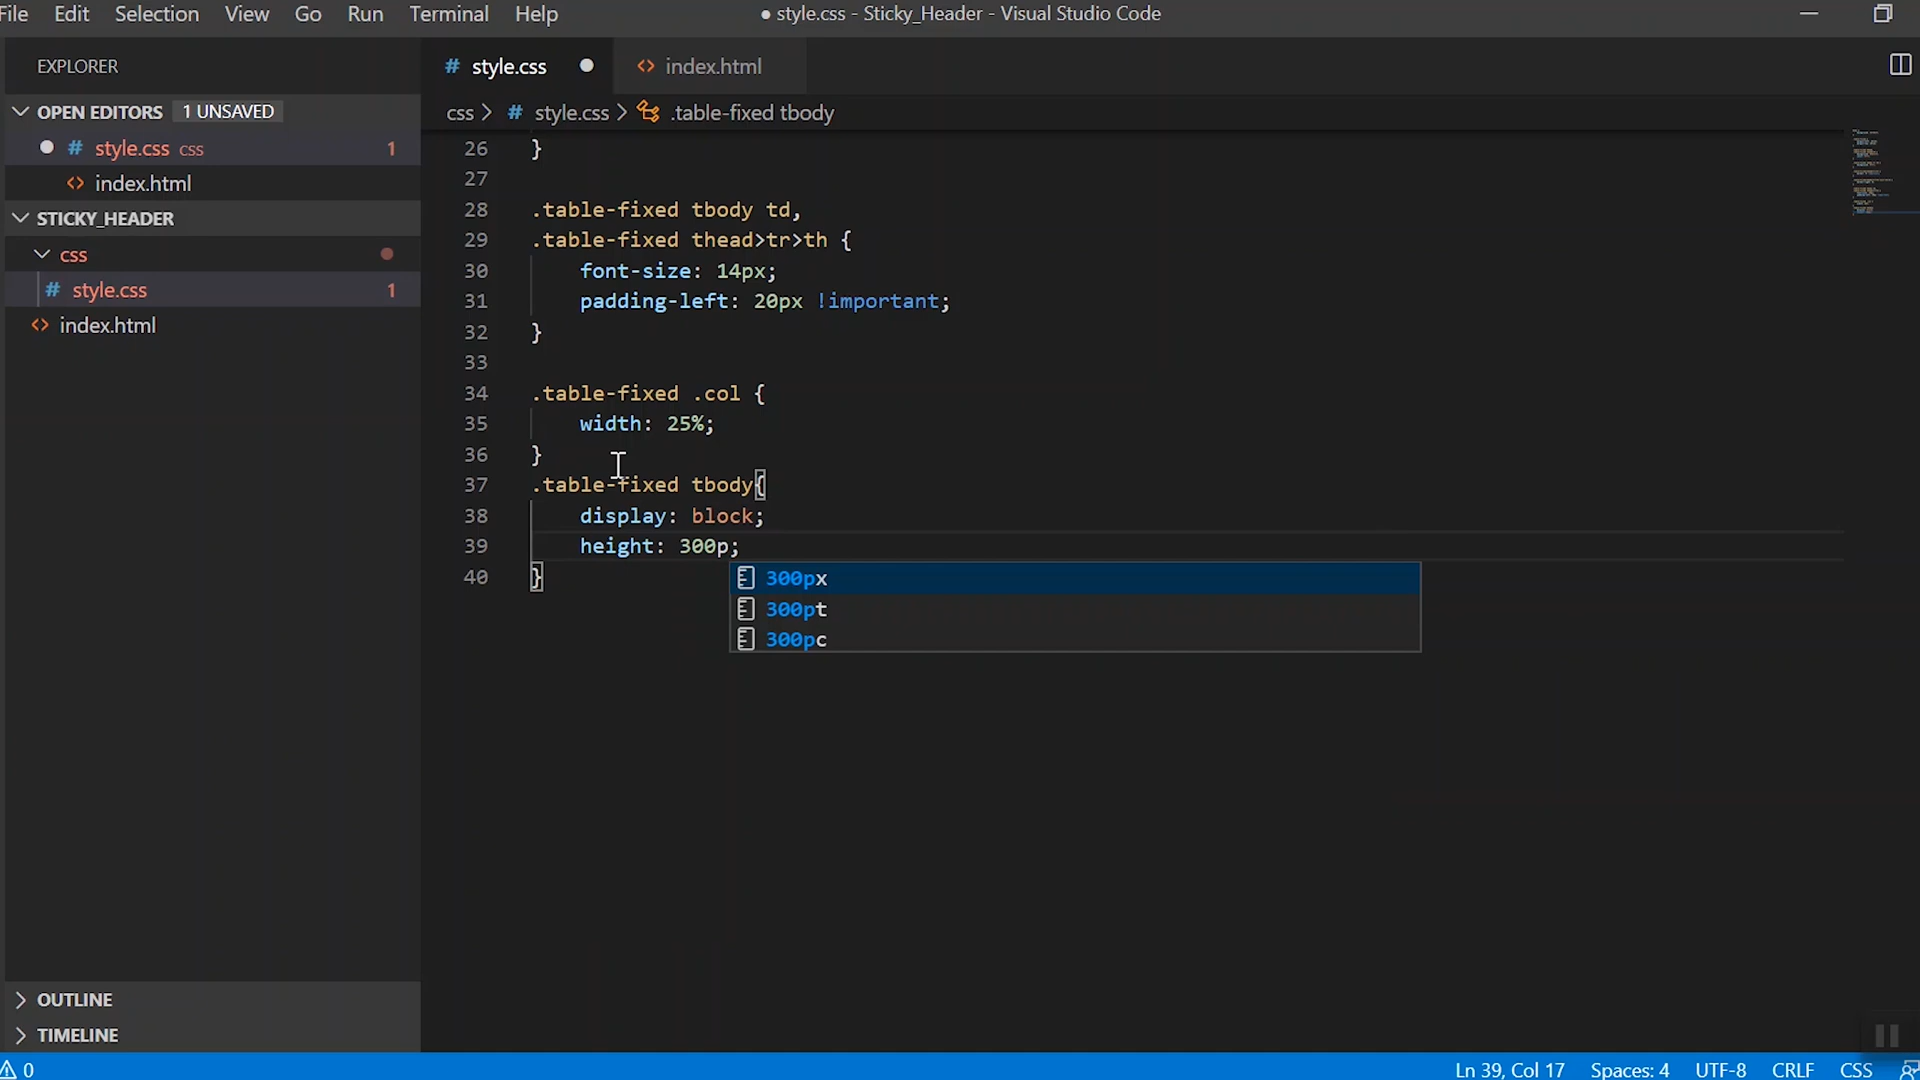 File Edit Selection View Go Run Terminal Help ● style.css - Sticky_Header - Visual Studio Code
EXPLORER
# style.css
<> index.html
OPEN EDITORS 1 UNSAVED
# style.css css 1
<> index.html
STICKY_HEADER
css
# style.css 1
<> index.html
OUTLINE
TIMELINE
css > # style.css > .table-fixed tbody
26 }
27
28 .table-fixed tbody td,
29 .table-fixed thead>tr>th {
30 font-size: 14px;
31 padding-left: 20px !important;
32 }
33
34 .table-fixed .col {
35 width: 25%;
36 }
37 .table-fixed tbody{
38 display: block;
39 height: 300p;
40 }
300px
300pt
300pc
0 Ln 39, Col 17 Spaces: 4 UTF-8 CRLF CSS